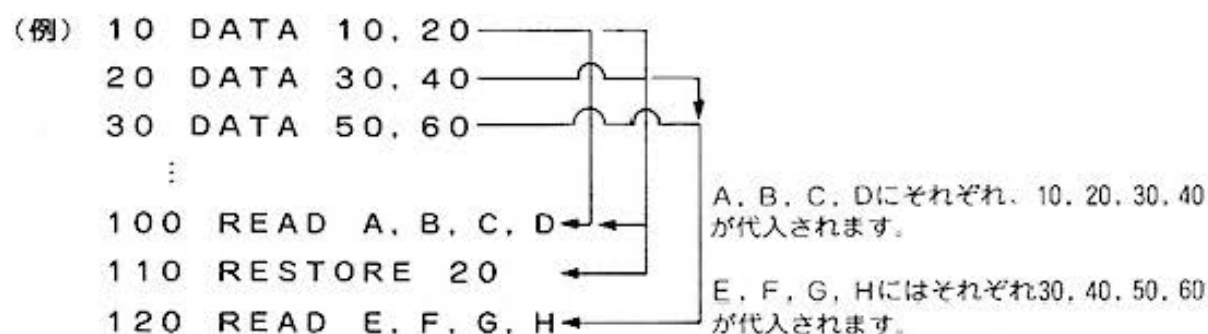 (例) 10 DATA 10, 20
20 DATA 30, 40
30 DATA 50, 60
⋮
100 READ A, B, C, D
A, B, C, Dにそれぞれ、10, 20, 30, 40
が代入されます。
110 RESTORE 20
120 READ E, F, G, H
E, F, G, Hにはそれぞれ30, 40, 50, 60
が代入されます。